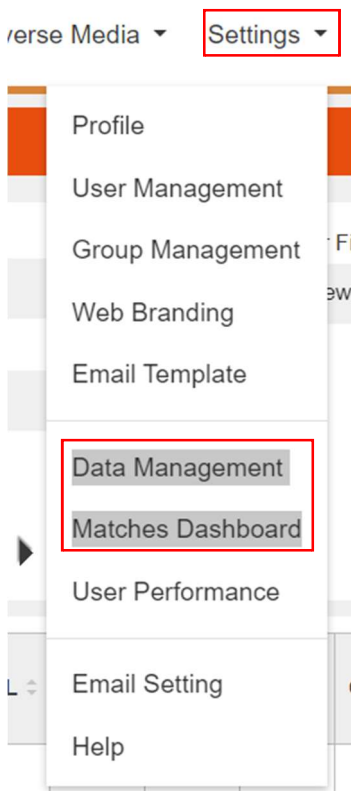 verse Media Settings
Profile
User Management
Group Management
Web Branding
Email Template
Data Management
Matches Dashboard
User Performance
Email Setting
Help